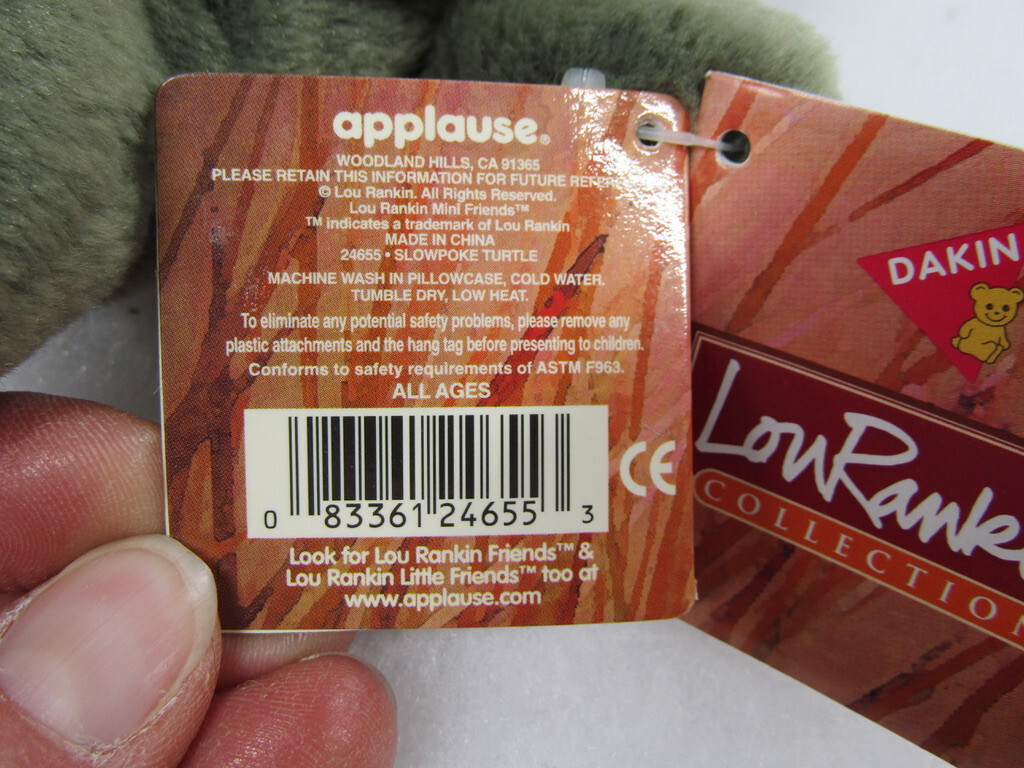 applause®
WOODLAND HILLS, CA 91365
PLEASE RETAIN THIS INFORMATION FOR FUTURE
© Lou Rankin. All Rights Reserved.
Lou Rankin Mini Friends™
™ indicates a trademark of Lou Rankin
MADE IN CHINA
24655 • SLOWPOKE TURTLE
MACHINE WASH IN PILLOWCASE, COLD WATER.
TUMBLE DRY, LOW HEAT.
To eliminate any potential safety problems, please remove any
plastic attachments and the hang tag before presenting to children.
Conforms to safety requirements of ASTM F963.
ALL AGES
0 83361 24655 3
CE
Look for Lou Rankin Friends™ &
Lou Rankin Little Friends™ too at
www.applause.com
DAKIN
Lou Ranki
COLLECTION